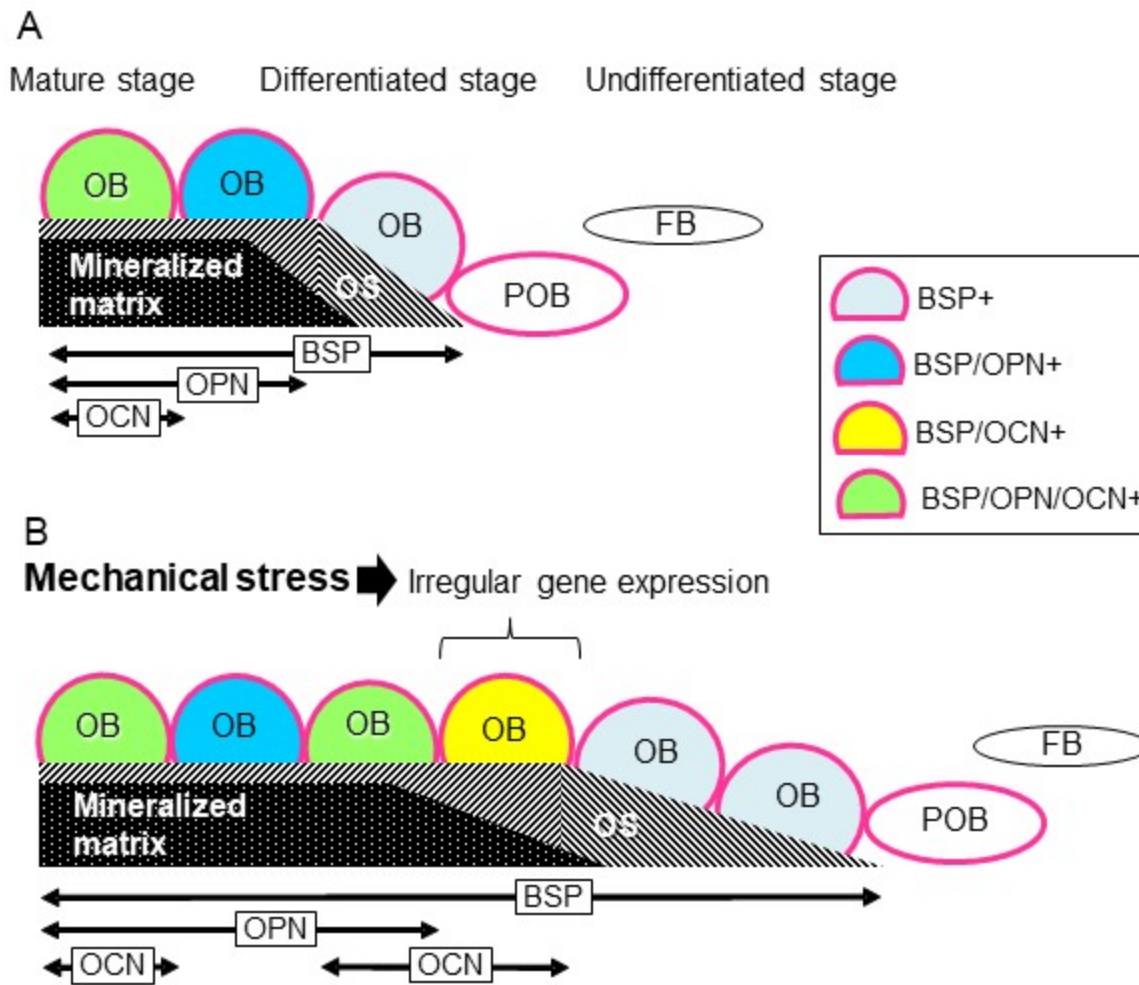 A
Mature stage Differentiated stage Undifferentiated stage
OB OB OB FB
Mineralized
matrix
OS
POB
BSP
OPN
OCN
BSP+
BSP/OPN+
BSP/OCN+
BSP/OPN/OCN+
B
Mechanical stress Irregular gene expression
OB OB OB OB OB OB FB
Mineralized
matrix
OS
POB
BSP
OPN
OCN OCN